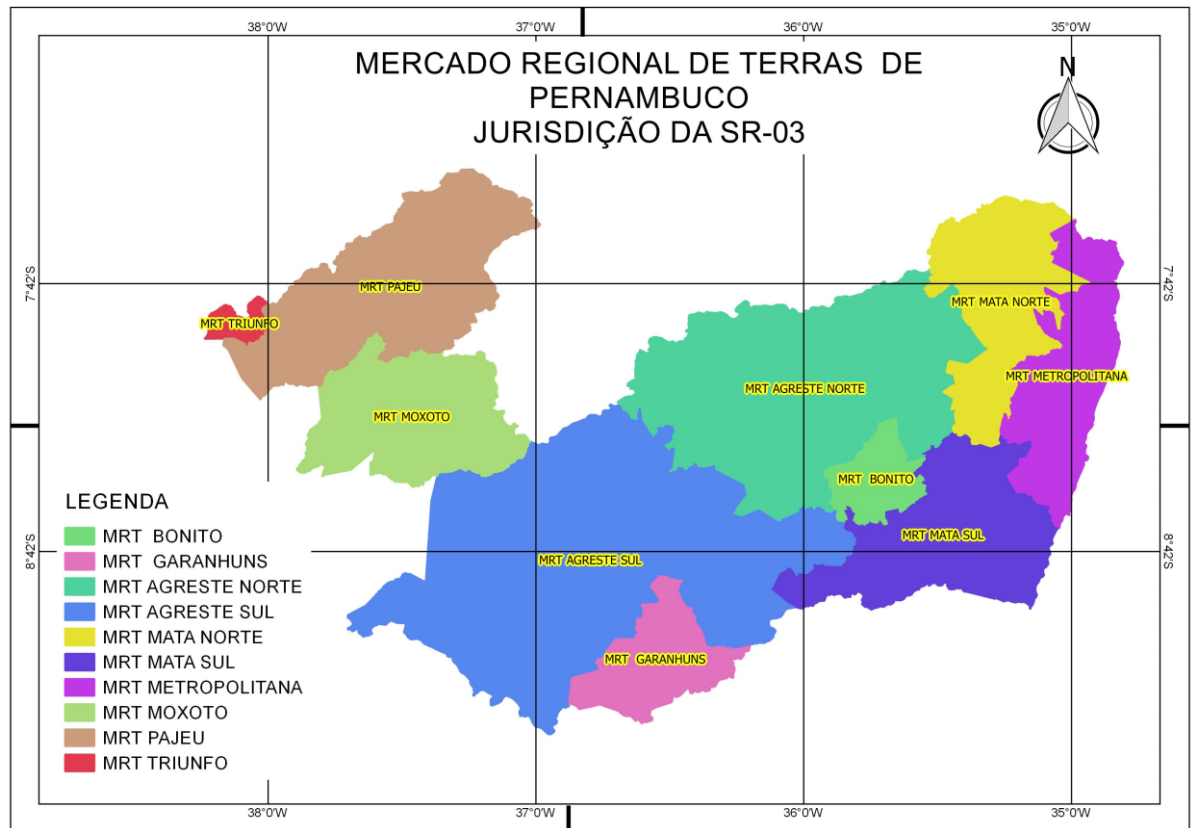 38°0'W 37°0'W 36°0'W 35°0'W
MERCADO REGIONAL DE TERRAS DE
PERNAMBUCO
JURISDIÇÃO DA SR-03
N
7°42'S 7°42'S
MRT PAJEU
MRT MATA NORTE
MRT TRIUNFO
MRT METROPOLITANA
MRT AGRESTE NORTE
MRT MOXOTO
MRT BONITO
MRT MATA SUL
8°42'S 8°42'S
MRT AGRESTE SUL
MRT GARANHUNS
LEGENDA
MRT BONITO
MRT GARANHUNS
MRT AGRESTE NORTE
MRT AGRESTE SUL
MRT MATA NORTE
MRT MATA SUL
MRT METROPOLITANA
MRT MOXOTO
MRT PAJEU
MRT TRIUNFO
38°0'W 37°0'W 36°0'W 35°0'W